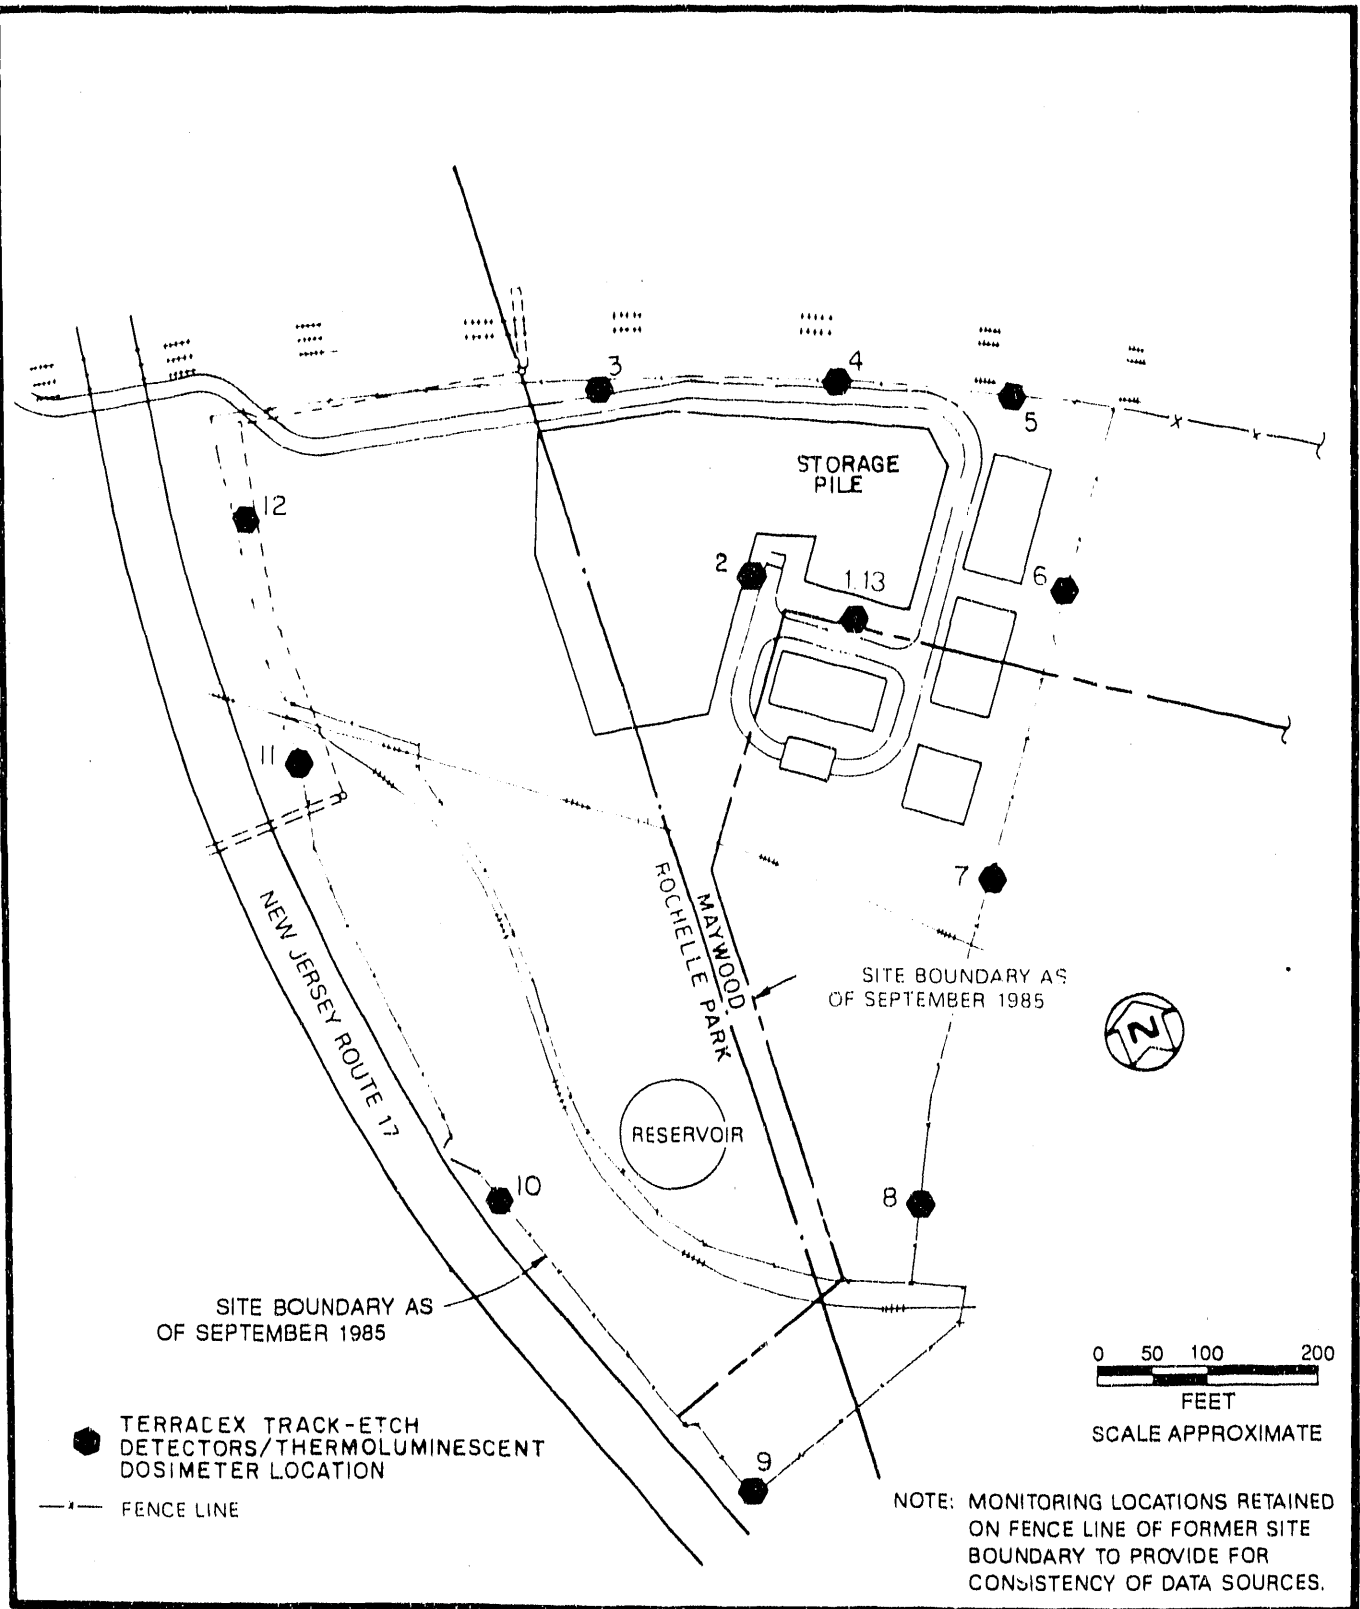 3
4
5
STORAGE
PILE
12
2
1.13
6
11
7
NEW JERSEY ROUTE 17
MAYWOOD
ROCHELLE PARK
SITE BOUNDARY AS
OF SEPTEMBER 1985
N
RESERVOIR
10
8
SITE BOUNDARY AS
OF SEPTEMBER 1985
0 50 100 200
FEET
SCALE APPROXIMATE
TERRADEX TRACK-ETCH
DETECTORS/THERMOLUMINESCENT
DOSIMETER LOCATION
FENCE LINE
9
NOTE: MONITORING LOCATIONS RETAINED
ON FENCE LINE OF FORMER SITE
BOUNDARY TO PROVIDE FOR
CONSISTENCY OF DATA SOURCES.